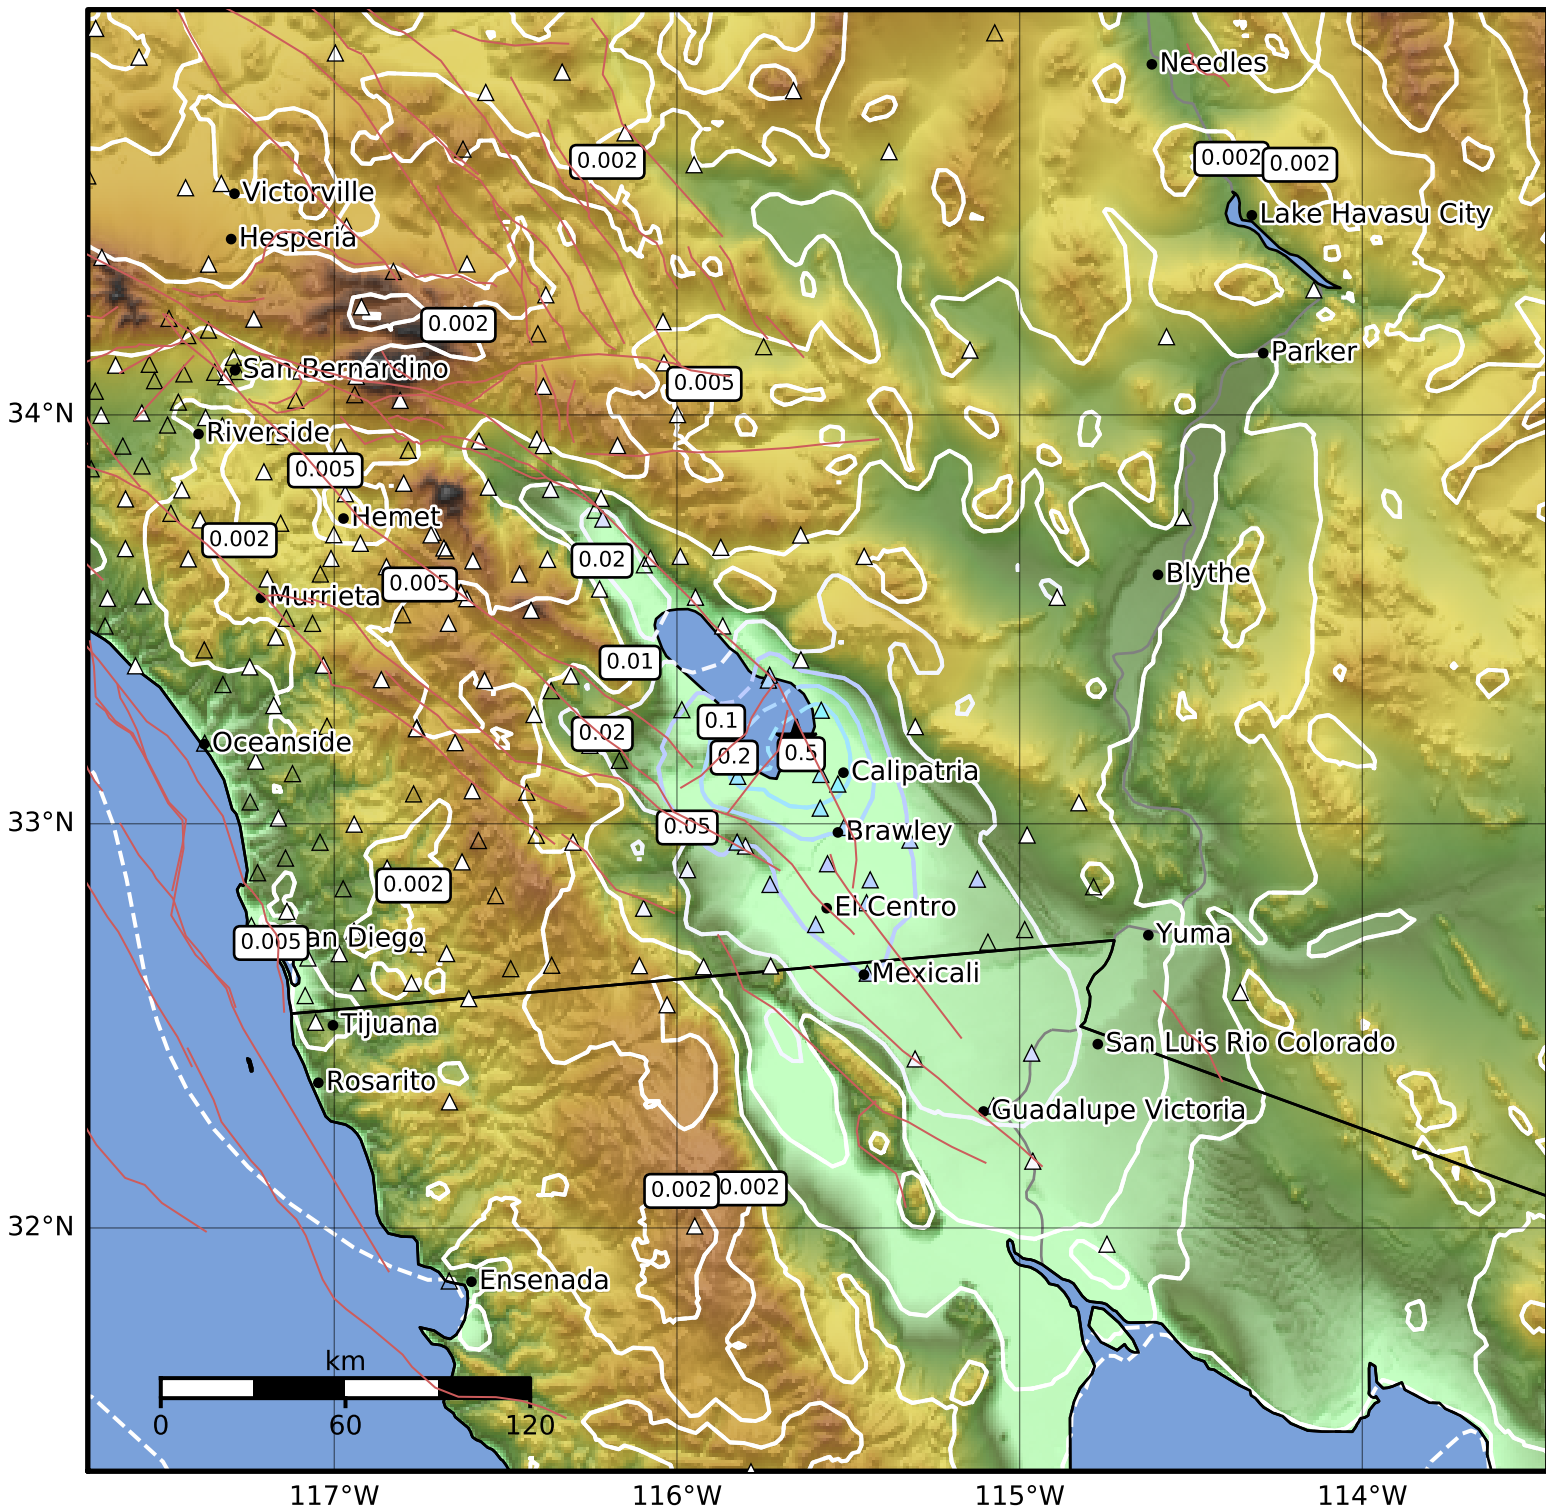 Needles
0.002
0.002
0.002
Victorville
Lake Havasu City
Hesperia
0.002
Parker
San Bernardino
0.005
34°N
Riverside
0.005
Hemet
0.002
0.02
Blythe
0.005
Murrieta
0.01
0.1
0.02
Oceanside
0.2
0.5
Calipatria
33°N
0.05
Brawley
0.002
El Centro
0.005
an Diego
Yuma
Mexicali
Tijuana
San Luis Rio Colorado
Rosarito
Guadalupe Victoria
0.002
0.002
32°N
Ensenada
km
0
60
120
117°W
116°W
115°W
114°W